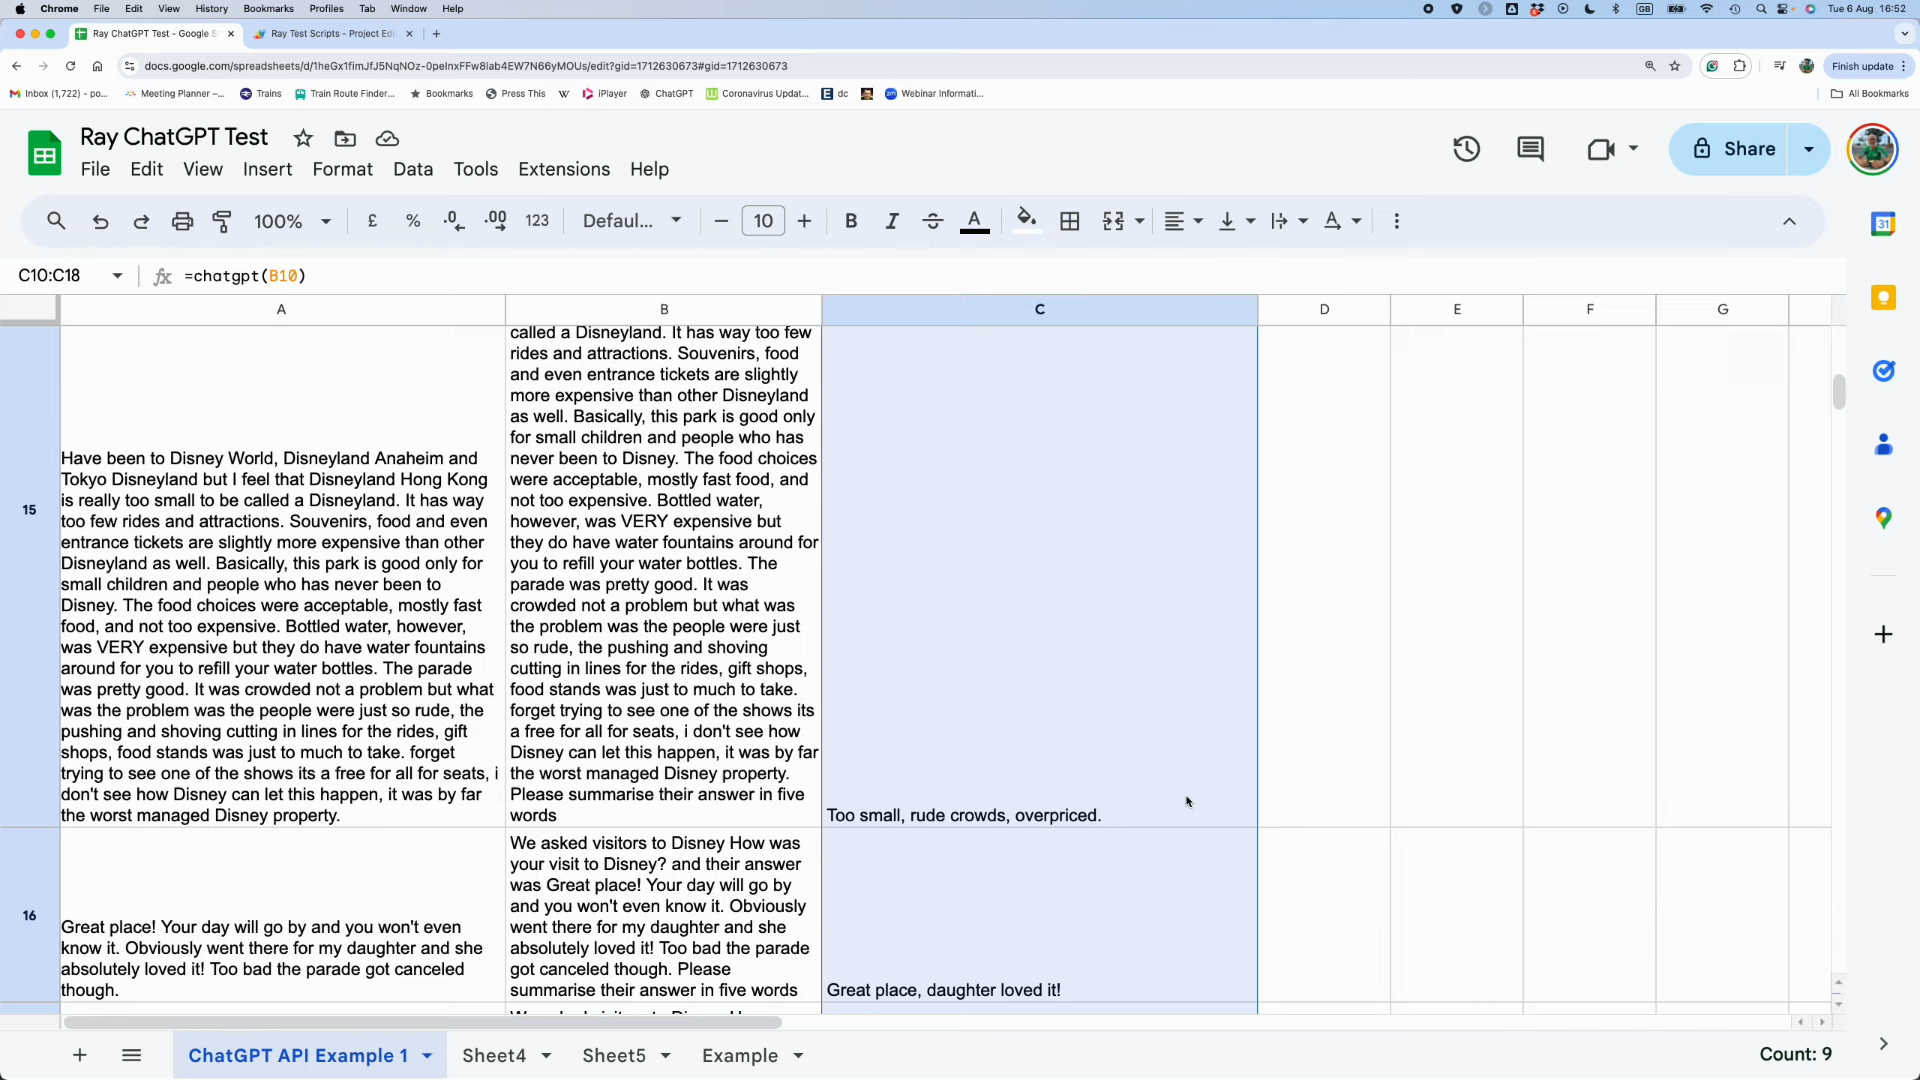 Chrome File Edit View History Bookmarks Profiles Tab Window Help GB Tue 6 Aug 16:52
Ray ChatGPT Test - Google S Ray Test Scripts - Project Edi
docs.google.com/spreadsheets/d/1heGx1fimJfJ5NqNOz-0pelnxFFw8lab4EW7N66yMOUs/edit?gid=1712630673#gid=1712630673 Finish update
Inbox (1,722) - po... Meeting Planner –... Trains Train Route Finder... Bookmarks Press This W iPlayer ChatGPT Coronavirus Updat... dc Webinar Informati... All Bookmarks
Ray ChatGPT Test
File Edit View Insert Format Data Tools Extensions Help
Share
100% £ % .0 .00 123 Defaul... 10 B I A
31
C10:C18 fx =chatgpt(B10)
A B C D E F G
15
Have been to Disney World, Disneyland Anaheim and
Tokyo Disneyland but I feel that Disneyland Hong Kong
is really too small to be called a Disneyland. It has way
too few rides and attractions. Souvenirs, food and even
entrance tickets are slightly more expensive than other
Disneyland as well. Basically, this park is good only for
small children and people who has never been to
Disney. The food choices were acceptable, mostly fast
food, and not too expensive. Bottled water, however,
was VERY expensive but they do have water fountains
around for you to refill your water bottles. The parade
was pretty good. It was crowded not a problem but what
was the problem was the people were just so rude, the
pushing and shoving cutting in lines for the rides, gift
shops, food stands was just to much to take. forget
trying to see one of the shows its a free for all for seats, i
don't see how Disney can let this happen, it was by far
the worst managed Disney property.
called a Disneyland. It has way too few
rides and attractions. Souvenirs, food
and even entrance tickets are slightly
more expensive than other Disneyland
as well. Basically, this park is good only
for small children and people who has
never been to Disney. The food choices
were acceptable, mostly fast food, and
not too expensive. Bottled water,
however, was VERY expensive but
they do have water fountains around for
you to refill your water bottles. The
parade was pretty good. It was
crowded not a problem but what was
the problem was the people were just
so rude, the pushing and shoving
cutting in lines for the rides, gift shops,
food stands was just to much to take.
forget trying to see one of the shows its
a free for all for seats, i don't see how
Disney can let this happen, it was by far
the worst managed Disney property.
Please summarise their answer in five
words
Too small, rude crowds, overpriced.
16
Great place! Your day will go by and you won't even
know it. Obviously went there for my daughter and she
absolutely loved it! Too bad the parade got canceled
though.
We asked visitors to Disney How was
your visit to Disney? and their answer
was Great place! Your day will go by
and you won't even know it. Obviously
went there for my daughter and she
absolutely loved it! Too bad the parade
got canceled though. Please
summarise their answer in five words
Great place, daughter loved it!
ChatGPT API Example 1 Sheet4 Sheet5 Example Count: 9